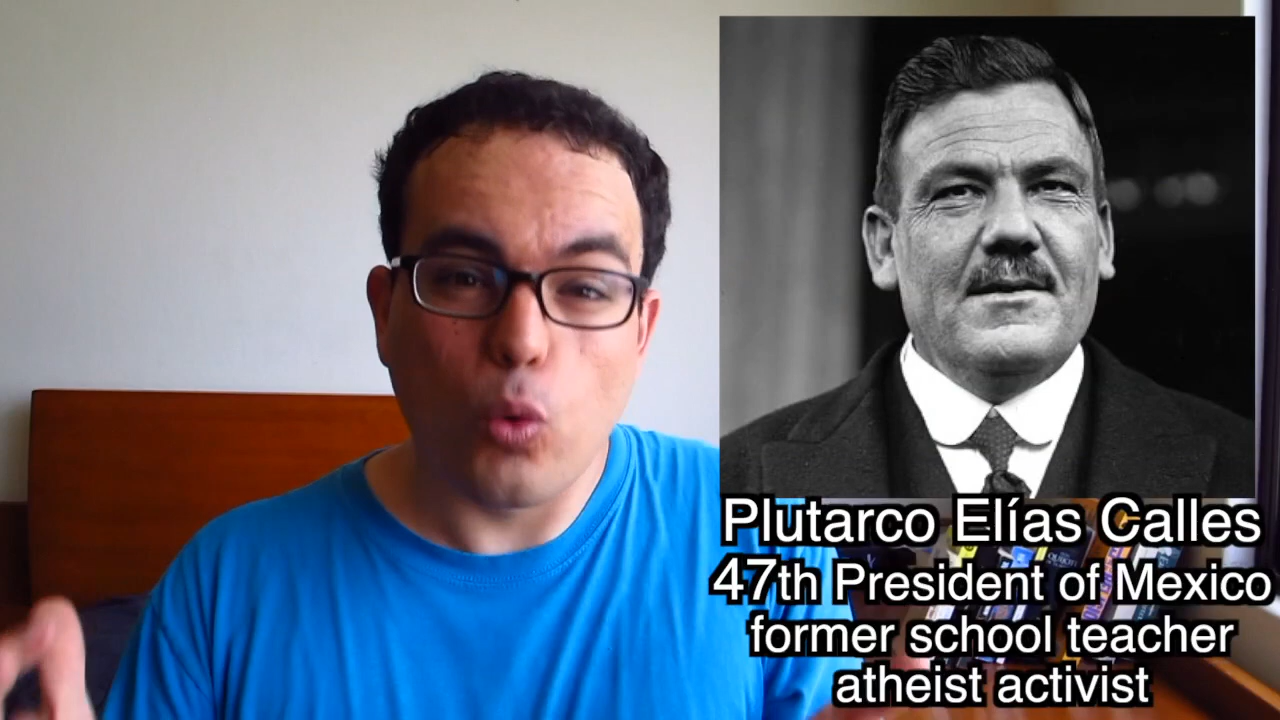 Plutarco Elías Calles
47th President of Mexico
former school teacher
atheist activist